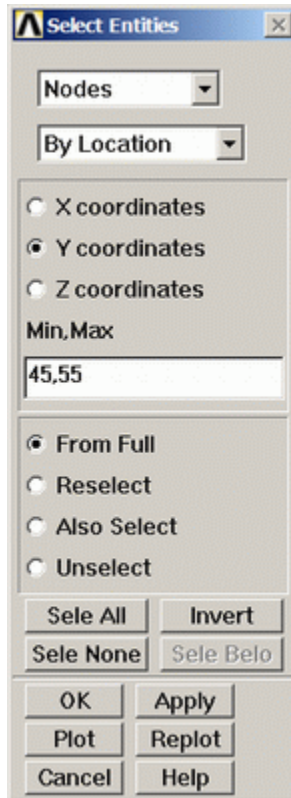 Select Entities
Nodes
By Location
X coordinates
Y coordinates
Z coordinates
Min,Max
45,55
From Full
Reselect
Also Select
Unselect
Sele All Invert
Sele None Sele Belo
OK Apply
Plot Replot
Cancel Help